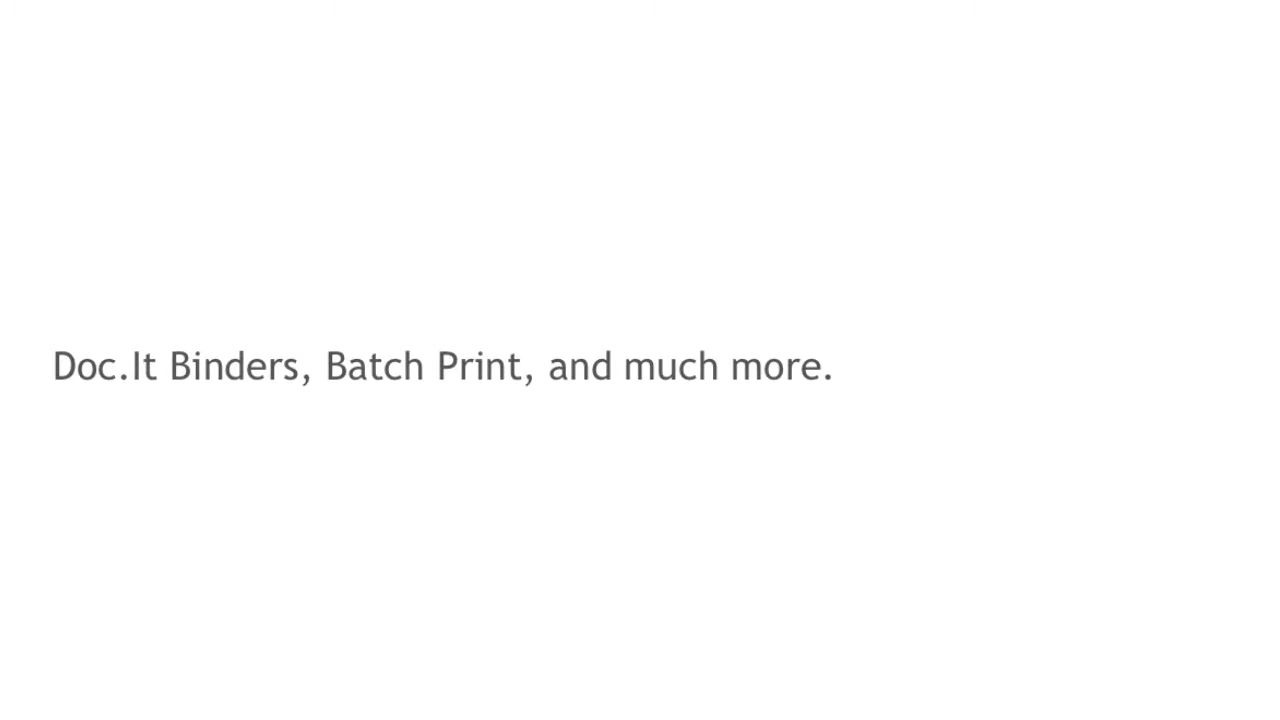 Doc.It Binders, Batch Print, and much more.